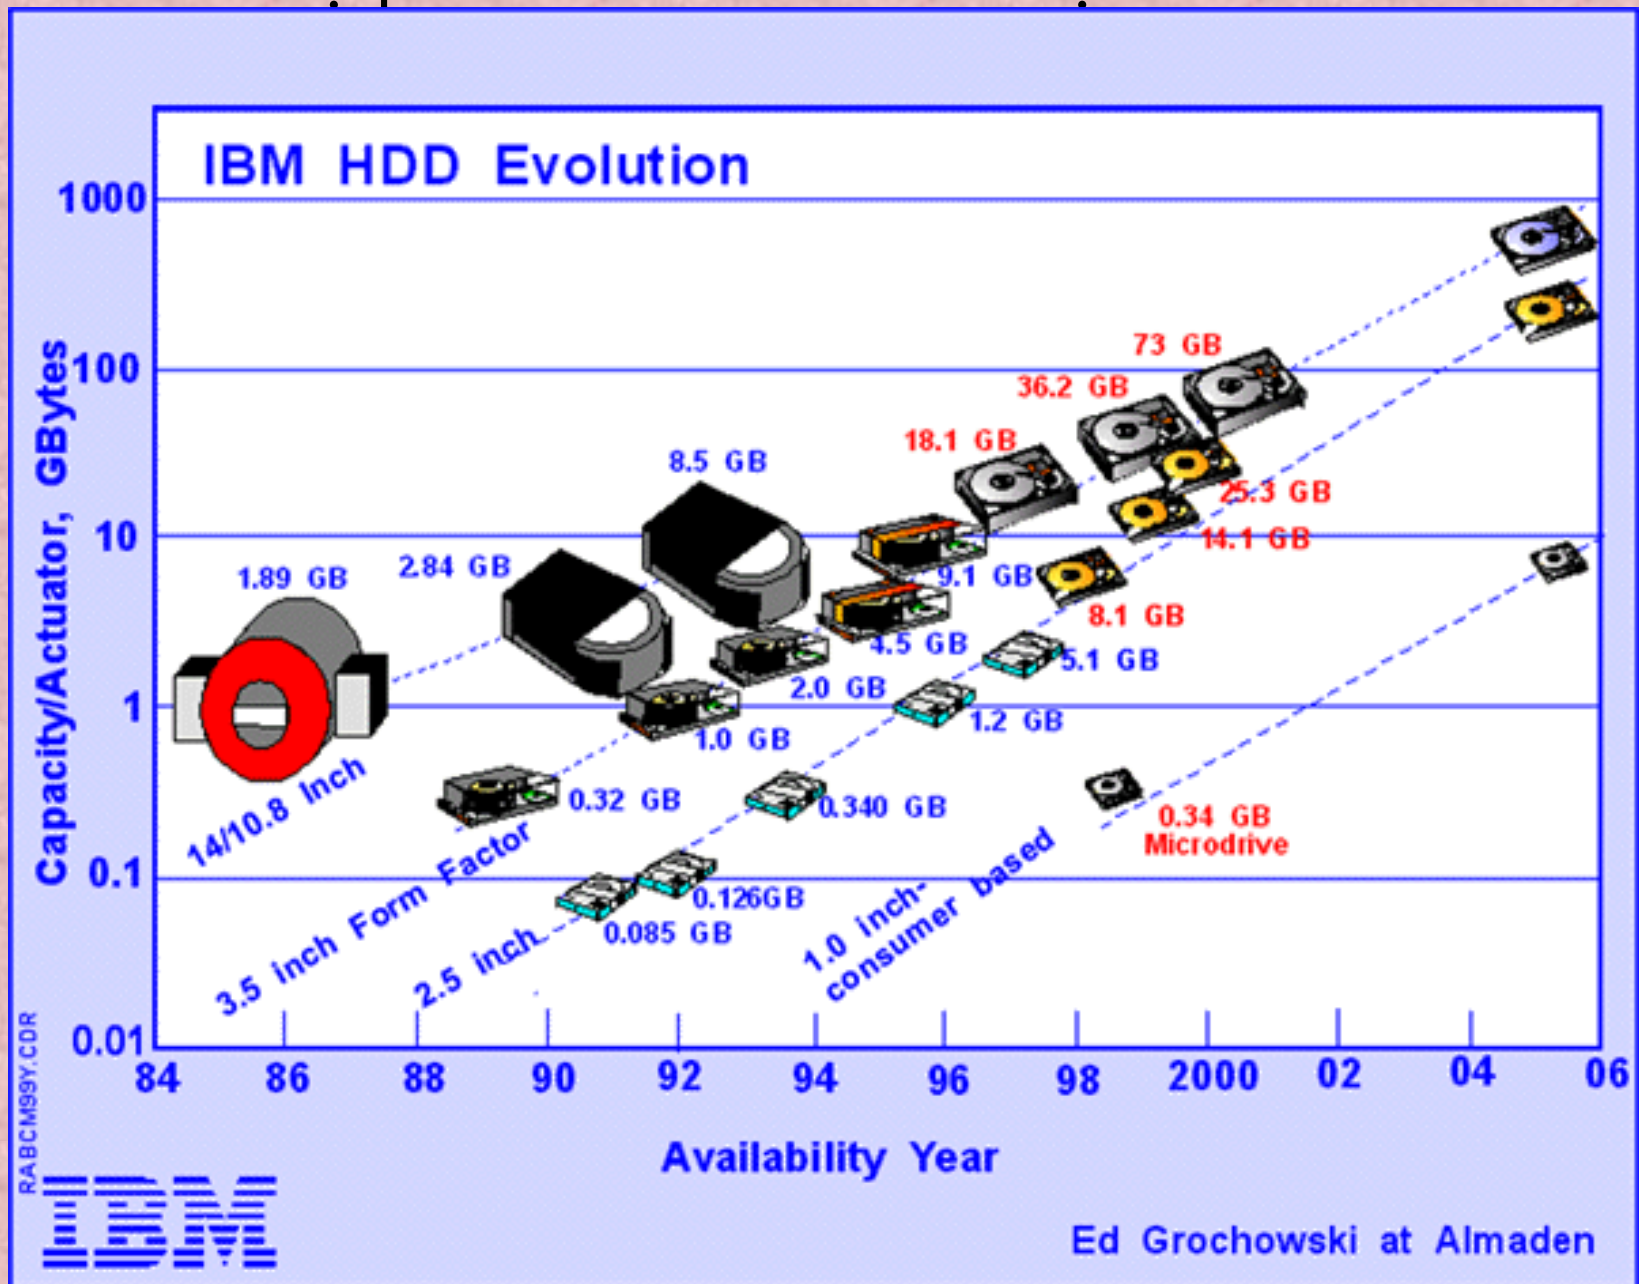 IBM HDD Evolution
1000
100
10
1
0.1
0.01
Capacity/Actuator, GBytes
1.89 GB
2.84 GB
8.5 GB
18.1 GB
36.2 GB
73 GB
25.3 GB
14.1 GB
9.1 GB
8.1 GB
4.5 GB
5.1 GB
2.0 GB
1.2 GB
1.0 GB
0.32 GB
0.340 GB
0.34 GB
Microdrive
0.126GB
0.085 GB
14/10.8 Inch
3.5 inch Form Factor
2.5 inch
1.0 inch-
consumer based
84 86 88 90 92 94 96 98 2000 02 04 06
Availability Year
RABCM99Y.CDR
IBM
Ed Grochowski at Almaden